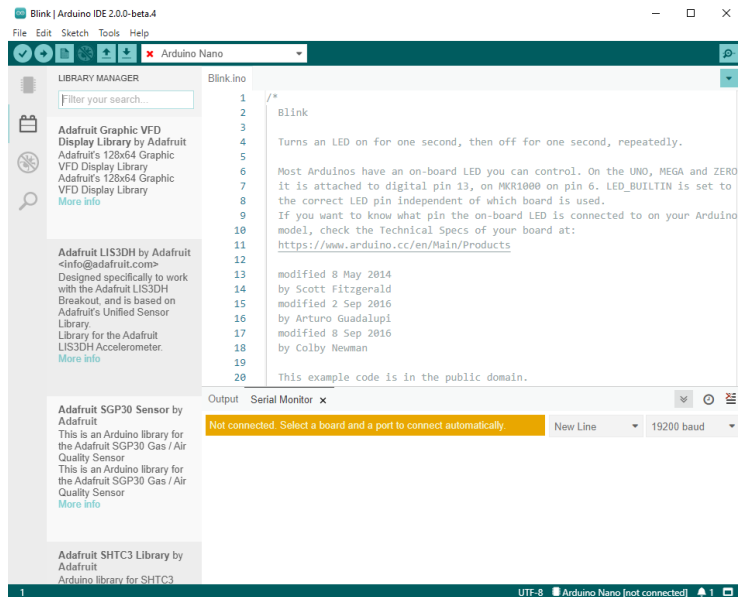 Blink | Arduino IDE 2.0.0-beta.4
File Edit Sketch Tools Help
Arduino Nano
LIBRARY MANAGER
Filter your search...
Adafruit Graphic VFD
Display Library by Adafruit
Adafruit's 128x64 Graphic
VFD Display Library
Adafruit's 128x64 Graphic
VFD Display Library
More info
Adafruit LIS3DH by Adafruit
<info@adafruit.com>
Designed specifically to work
with the Adafruit LIS3DH
Breakout, and is based on
Adafruit's Unified Sensor
Library.
Library for the Adafruit
LIS3DH Accelerometer.
More info
Adafruit SGP30 Sensor by
Adafruit
This is an Arduino library for
the Adafruit SGP30 Gas / Air
Quality Sensor
This is an Arduino library for
the Adafruit SGP30 Gas / Air
Quality Sensor
More info
Adafruit SHTC3 Library by
Adafruit
Arduino library for SHTC3
Blink.ino
1 /*
2 Blink
3
4 Turns an LED on for one second, then off for one second, repeatedly.
5
6 Most Arduinos have an on-board LED you can control. On the UNO, MEGA and ZERO
7 it is attached to digital pin 13, on MKR1000 on pin 6. LED_BUILTIN is set to
8 the correct LED pin independent of which board is used.
9 If you want to know what pin the on-board LED is connected to on your Arduino
10 model, check the Technical Specs of your board at:
11 https://www.arduino.cc/en/Main/Products
12
13 modified 8 May 2014
14 by Scott Fitzgerald
15 modified 2 Sep 2016
16 by Arturo Guadalupi
17 modified 8 Sep 2016
18 by Colby Newman
19
20 This example code is in the public domain.
Output Serial Monitor x
Not connected. Select a board and a port to connect automatically.
New Line
19200 baud
1
UTF-8 Arduino Nano [not connected] 1